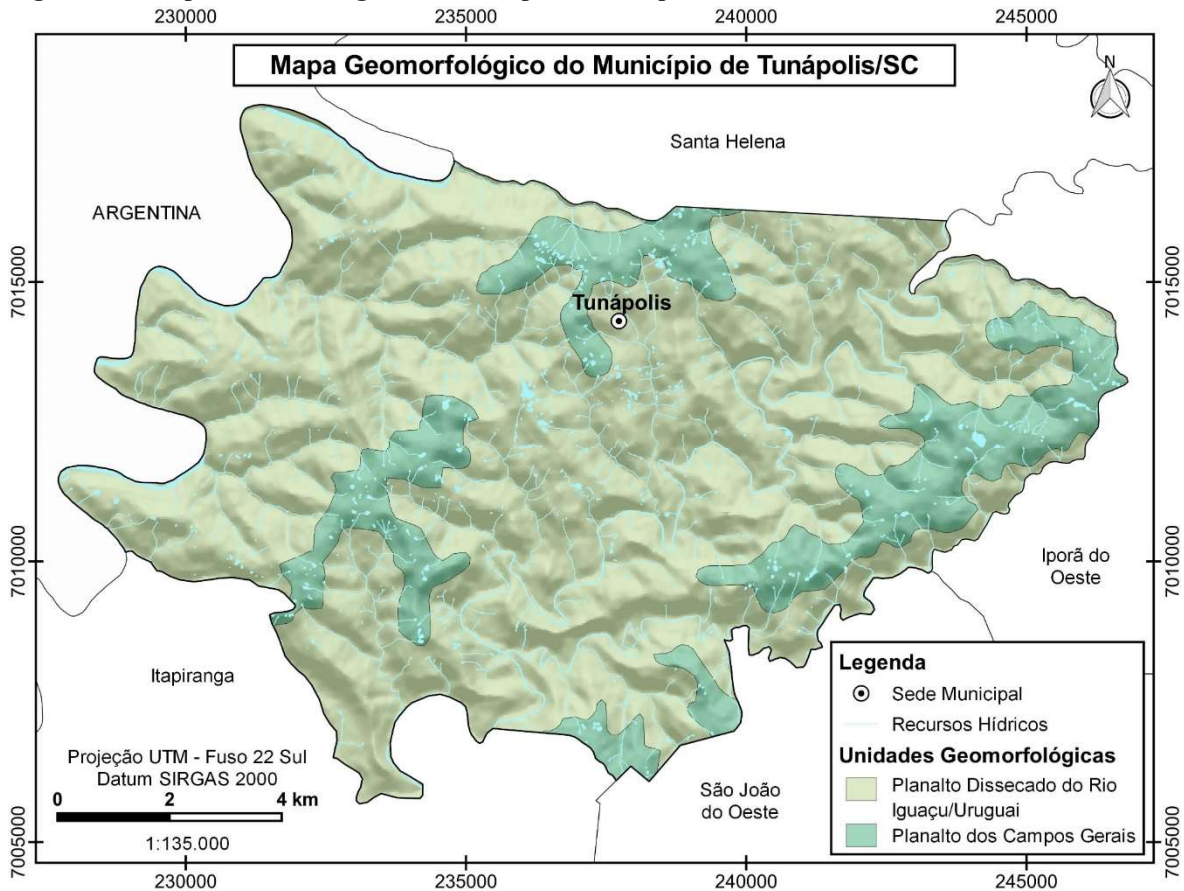 230000
235000
240000
245000
Mapa Geomorfológico do Município de Tunápolis/SC
N
Santa Helena
ARGENTINA
7015000
7015000
Tunápolis
7010000
7010000
Iporã do
Oeste
Itapiranga
São João
do Oeste
Projeção UTM - Fuso 22 Sul
Datum SIRGAS 2000
0 2 4 km
1:135.000
Legenda
Sede Municipal
Recursos Hídricos
Unidades Geomorfológicas
Planalto Dissecado do Rio
Iguaçu/Uruguai
Planalto dos Campos Gerais
7005000
7005000
230000
235000
240000
245000